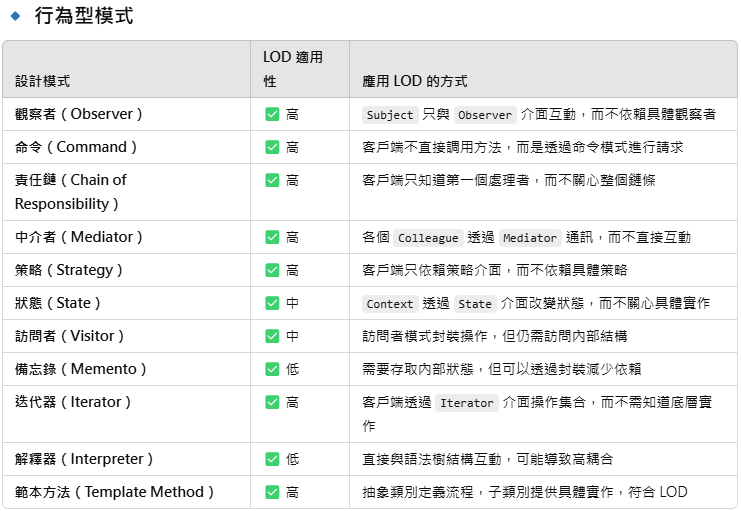 行為型模式
設計模式
LOD 適用
性
應用 LOD 的方式
觀察者（Observer）
高
Subject 只與 Observer 介面互動，而不依賴具體觀察者
命令（Command）
高
客戶端不直接調用方法，而是透過命令模式進行請求
責任鏈（Chain of
Responsibility）
高
客戶端只知道第一個處理者，而不關心整個鏈條
中介者（Mediator）
高
各個 Colleague 透過 Mediator 通訊，而不直接互動
策略（Strategy）
高
客戶端只依賴策略介面，而不依賴具體策略
狀態（State）
中
Context 透過 State 介面改變狀態，而不關心具體實作
訪問者（Visitor）
中
訪問者模式封裝操作，但仍需訪問內部結構
備忘錄（Memento）
低
需要存取內部狀態，但可以透過封裝減少依賴
迭代器（Iterator）
高
客戶端透過 Iterator 介面操作集合，而不需知道底層實
作
解釋器（Interpreter）
低
直接與語法樹結構互動，可能導致高耦合
範本方法（Template Method）
高
抽象類別定義流程，子類別提供具體實作，符合 LOD